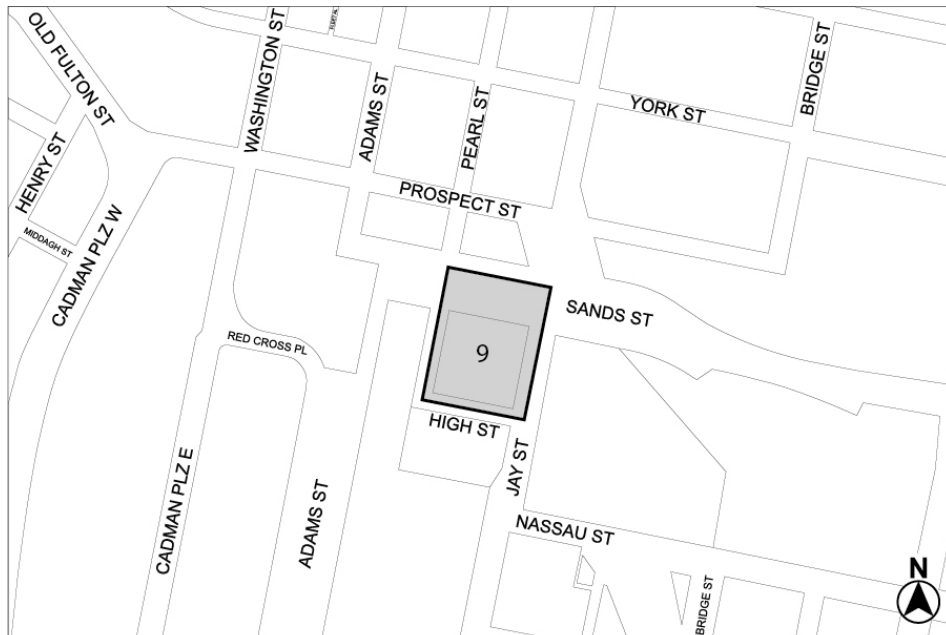 OLD FULTON ST
WASHINGTON ST
ADAMS ST
PEARL ST
YORK ST
BRIDGE ST
HENRY ST
MIDDAGH ST
CADMAN PLZ W
PROSPECT ST
SANDS ST
RED CROSS PL
9
HIGH ST
JAY ST
CADMAN PLZ E
ADAMS ST
NASSAU ST
BRIDGE ST
N